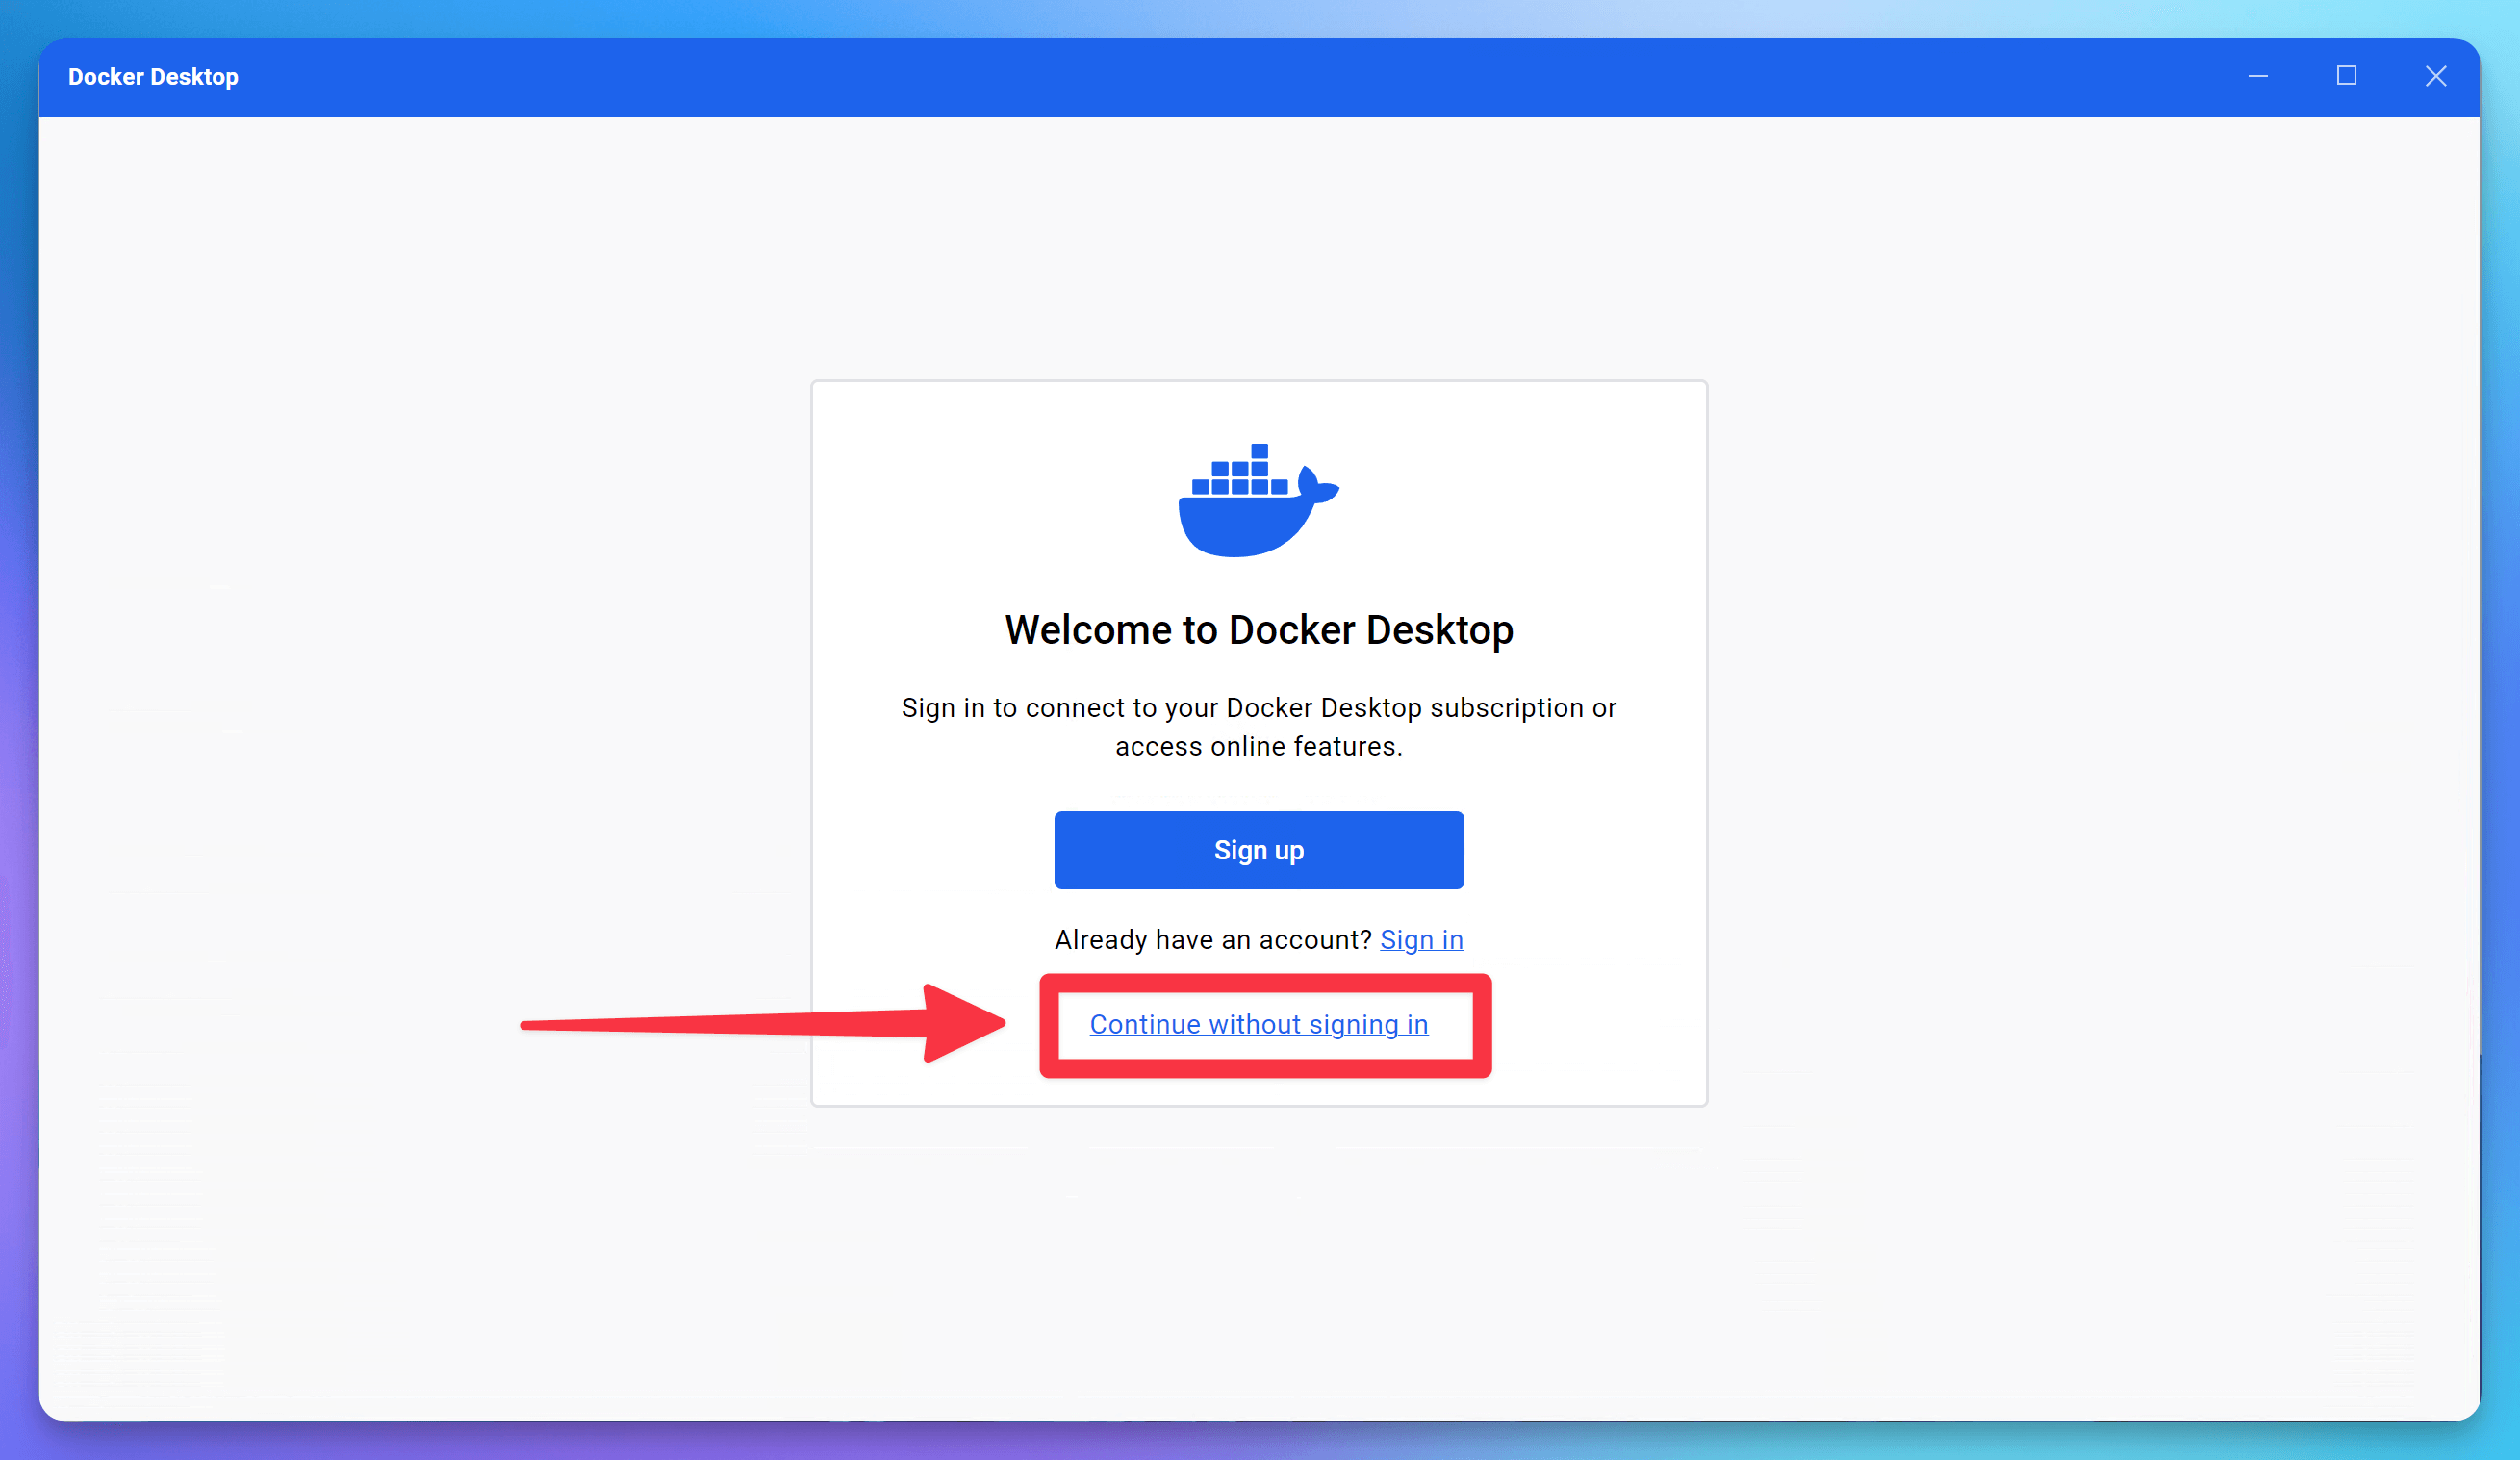 Docker Desktop
Welcome to Docker Desktop
Sign in to connect to your Docker Desktop subscription or
access online features.
Sign up
Already have an account? Sign in
Continue without signing in